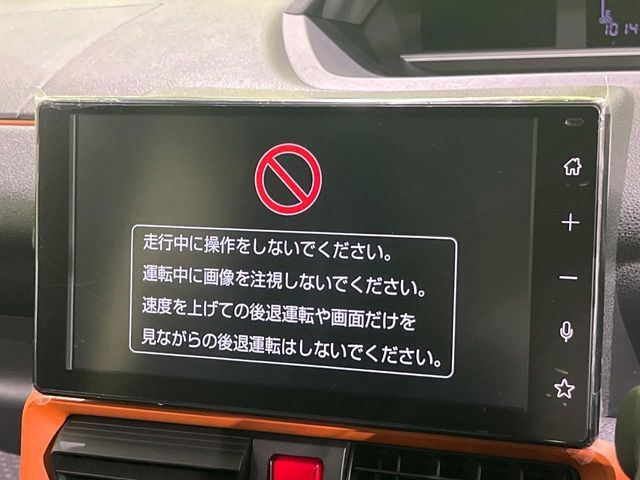 1014
走行中に操作をしないでください。
運転中に画像を注視しないでください。
速度を上げての後退運転や画面だけを
見ながらの後退運転はしないでください。